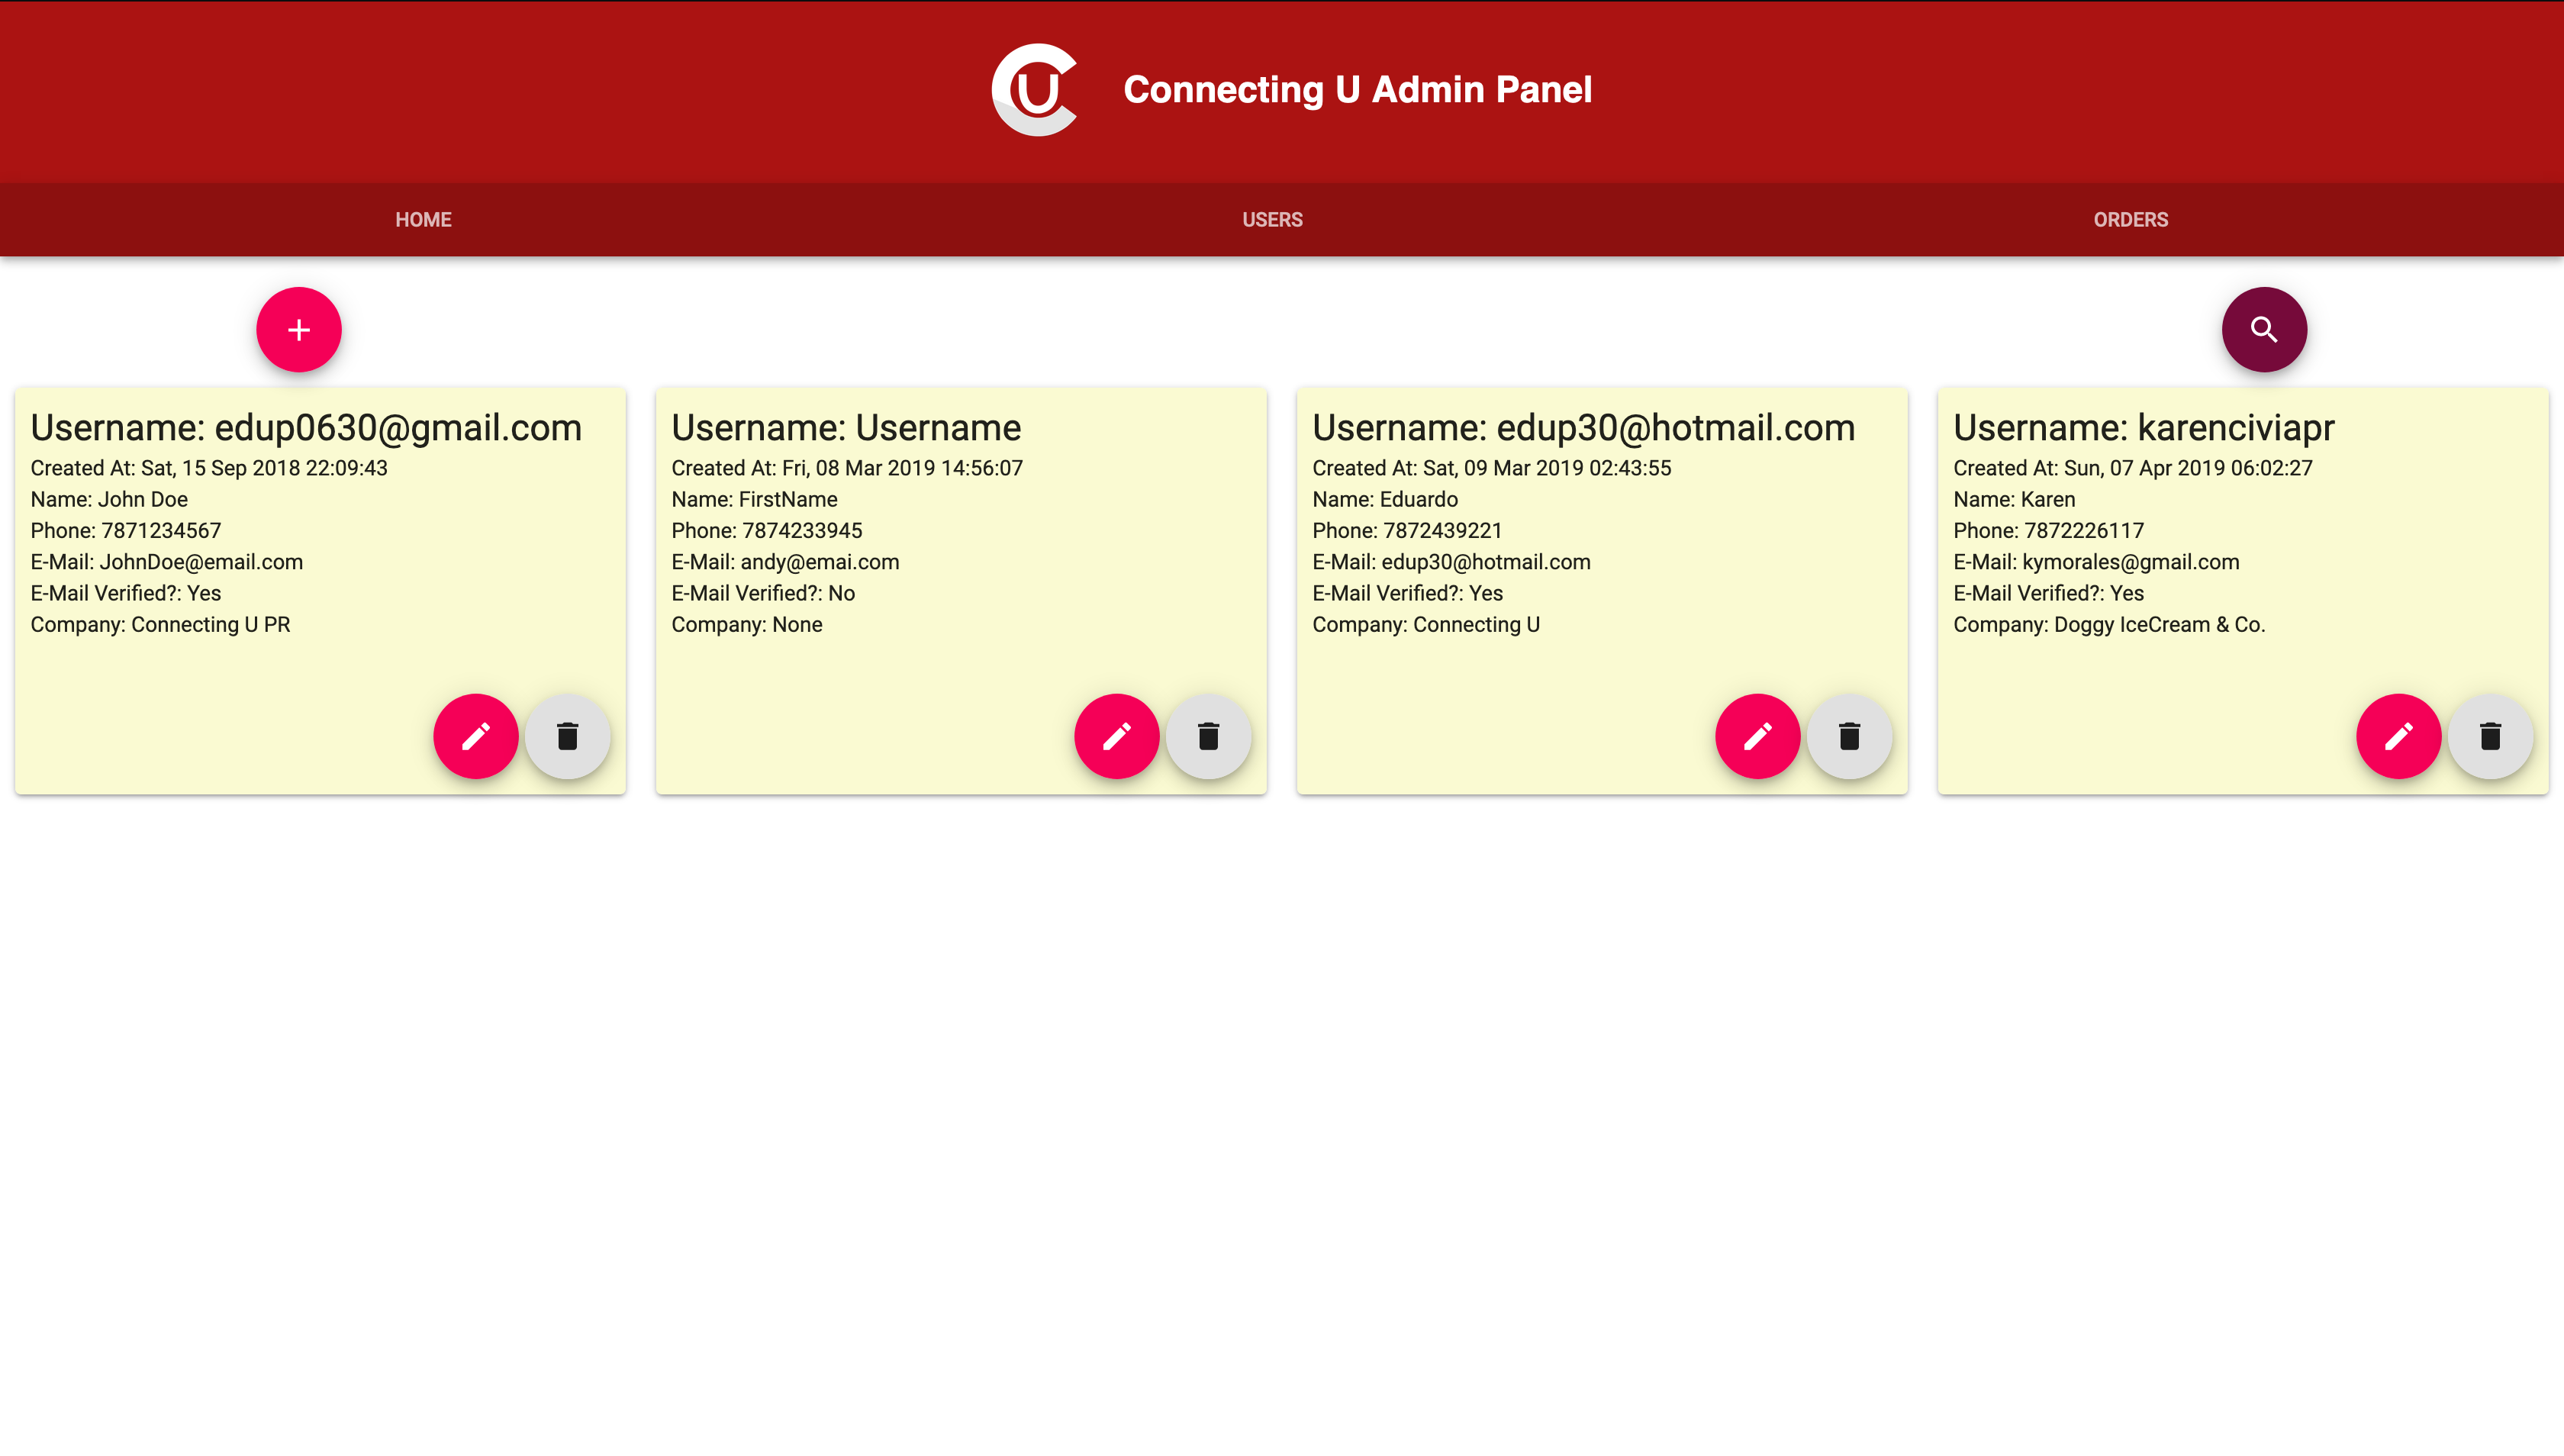 CU
Connecting U Admin Panel
HOME
USERS
ORDERS
Username: edup0630@gmail.com
Created At: Sat, 15 Sep 2018 22:09:43
Name: John Doe
Phone: 7871234567
E-Mail: JohnDoe@email.com
E-Mail Verified?: Yes
Company: Connecting U PR
Username: Username
Created At: Fri, 08 Mar 2019 14:56:07
Name: FirstName
Phone: 7874233945
E-Mail: andy@emai.com
E-Mail Verified?: No
Company: None
Username: edup30@hotmail.com
Created At: Sat, 09 Mar 2019 02:43:55
Name: Eduardo
Phone: 7872439221
E-Mail: edup30@hotmail.com
E-Mail Verified?: Yes
Company: Connecting U
Username: karenciviapr
Created At: Sun, 07 Apr 2019 06:02:27
Name: Karen
Phone: 7872226117
E-Mail: kymorales@gmail.com
E-Mail Verified?: Yes
Company: Doggy IceCream & Co.